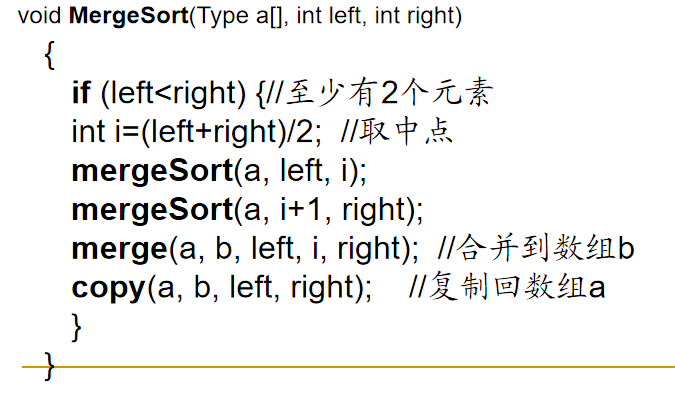 void MergeSort(Type a[], int left, int right)
{
if (left<right) {//至少有2个元素
int i=(left+right)/2; //取中点
mergeSort(a, left, i);
mergeSort(a, i+1, right);
merge(a, b, left, i, right); //合并到数组b
copy(a, b, left, right); //复制回数组a
}
}